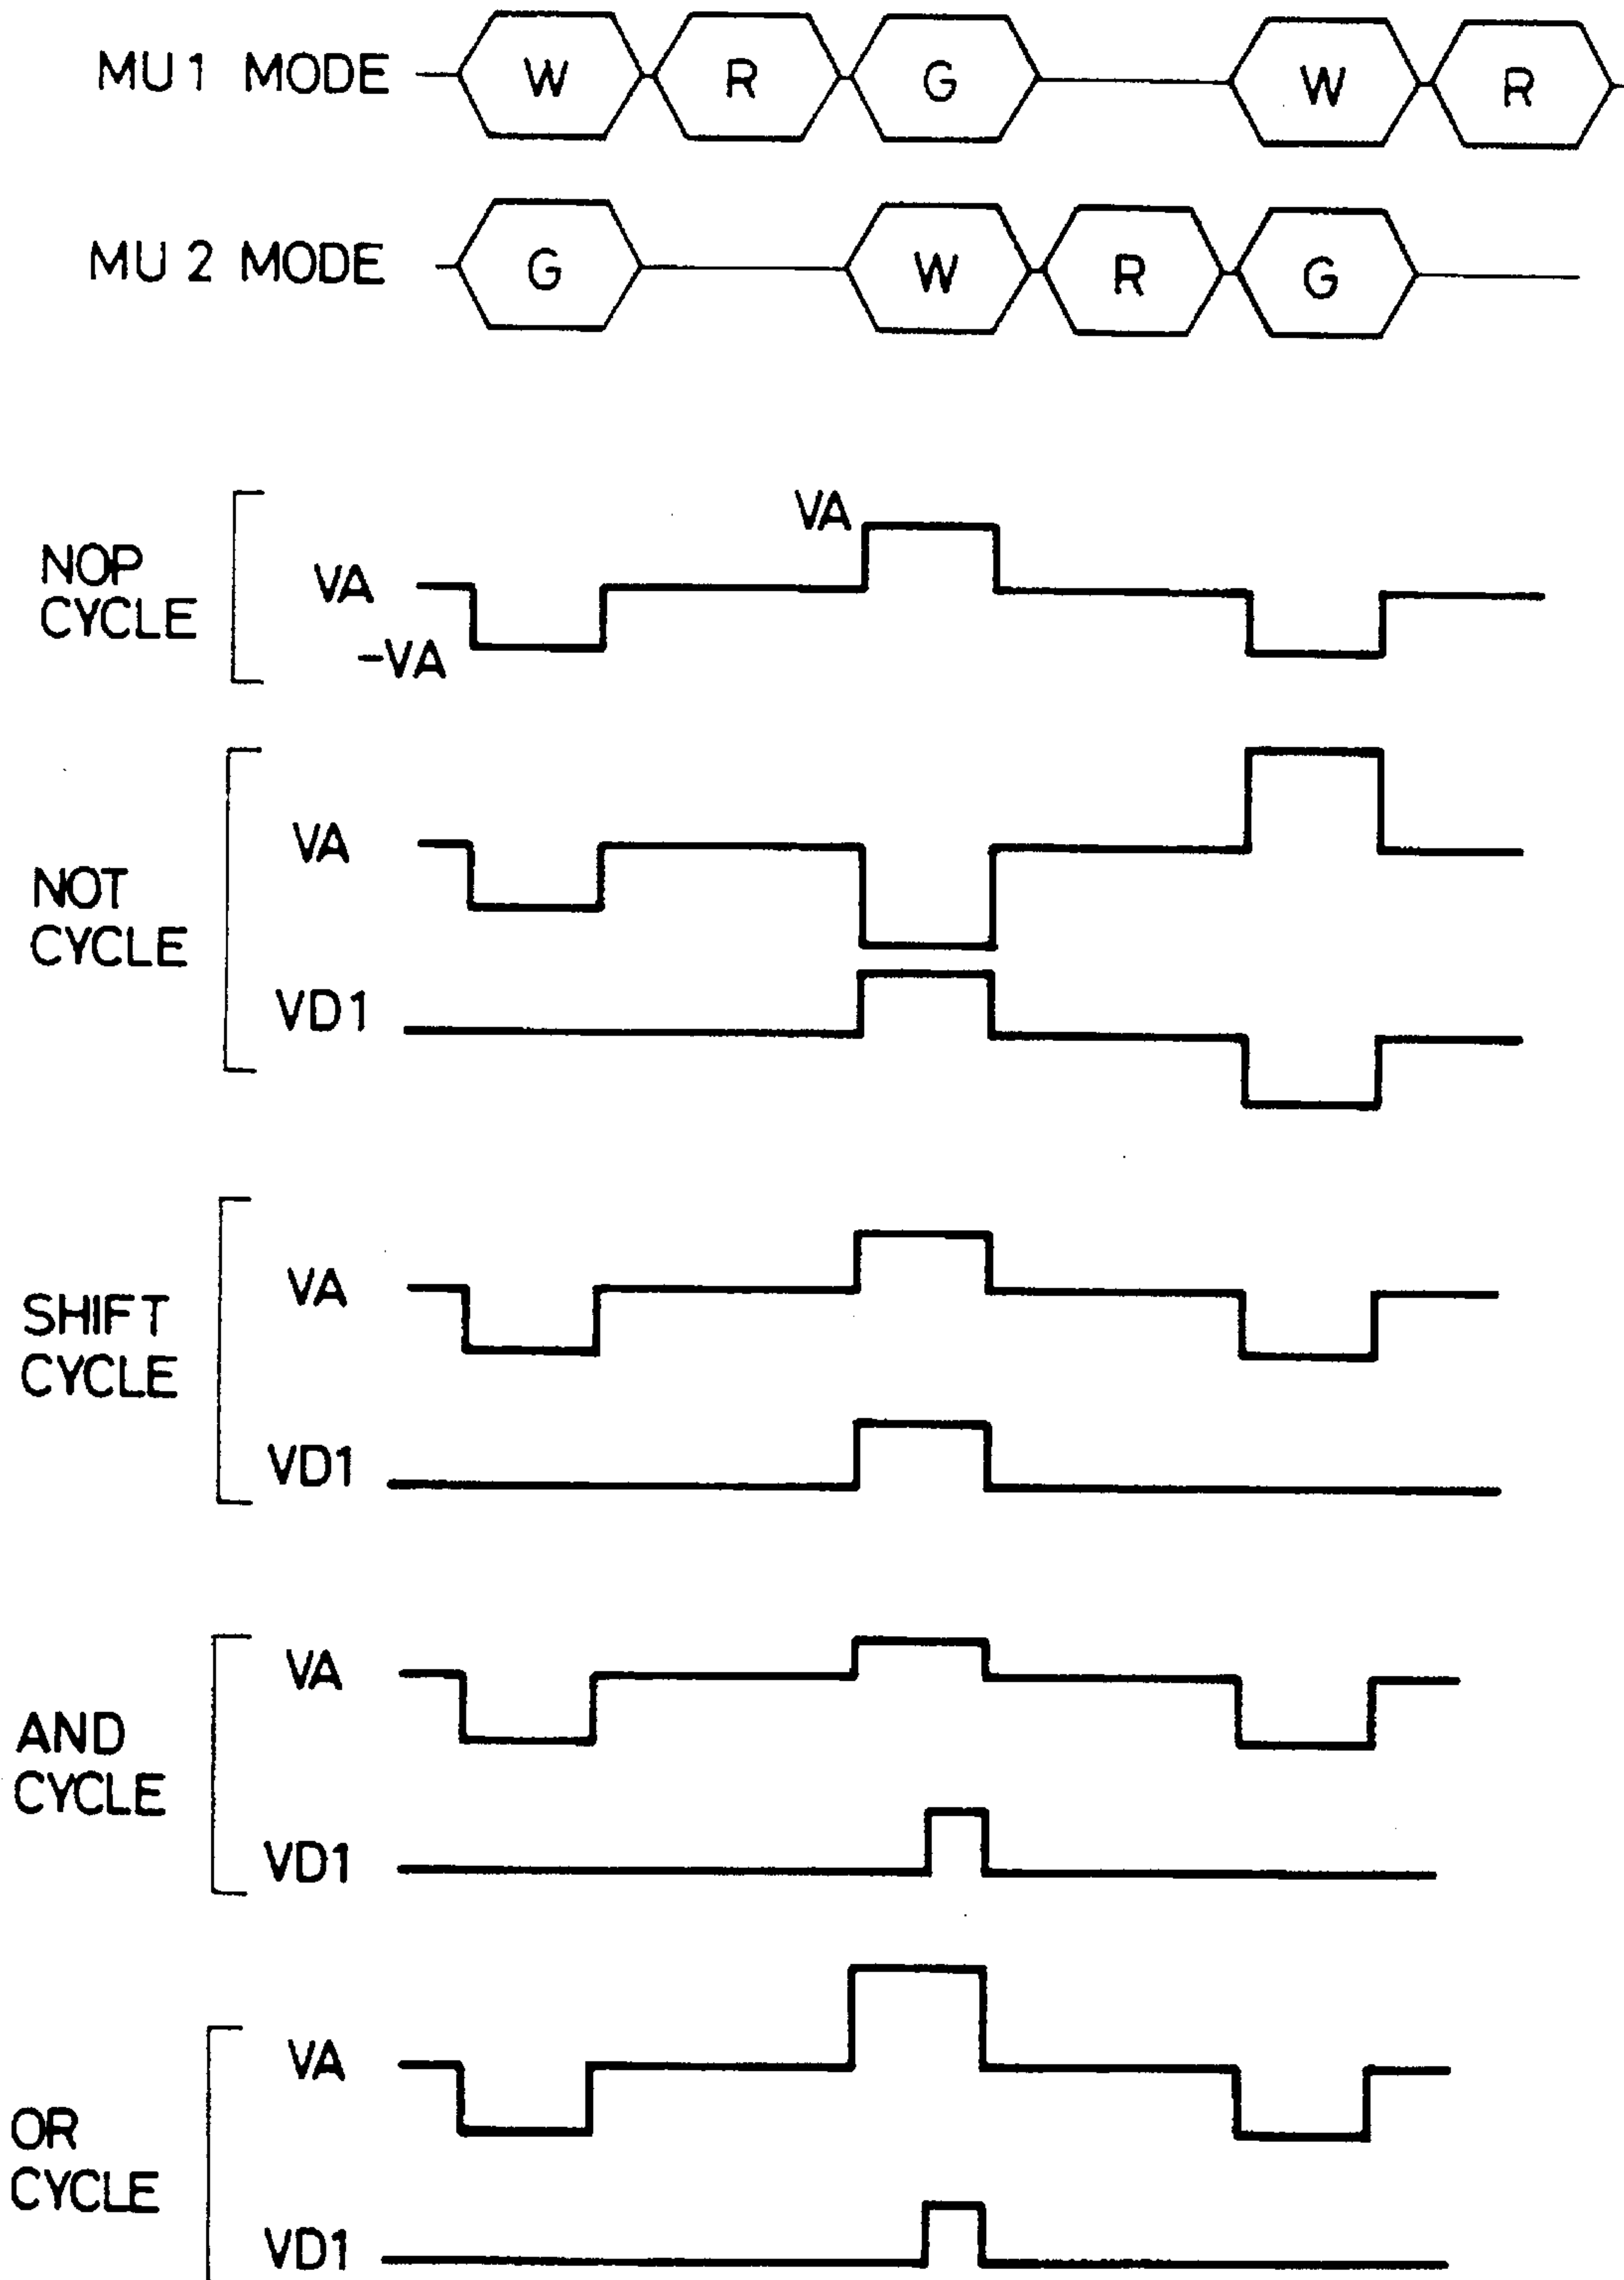 MU1 MODE W R G W R
MU2 MODE G W R G
VA
NOP
CYCLE
VA
-VA
VA
NOT
CYCLE
VD1
VA
SHIFT
CYCLE
VD1
VA
AND
CYCLE
VD1
VA
OR
CYCLE
VD1